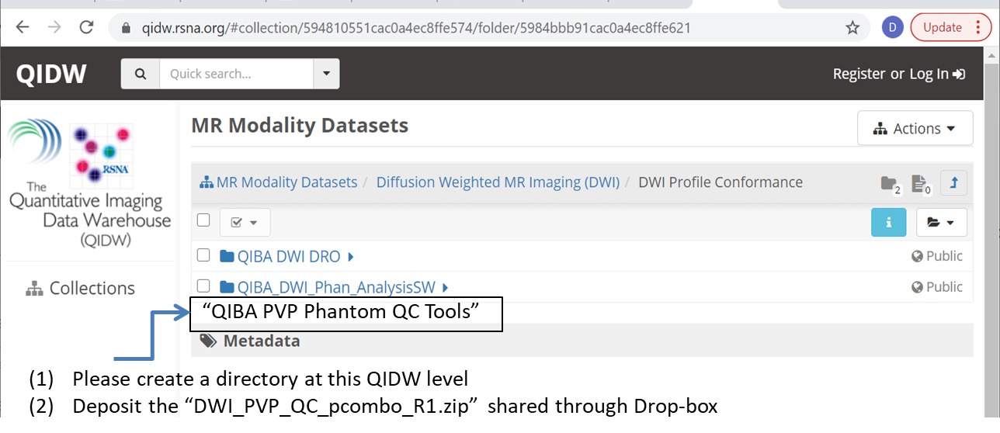 qidw.rsna.org/#collection/594810551cac0a4ec8ffe574/folder/5984bbb91cac0a4ec8ffe621
D
Update
QIDW
Quick search...
Register or Log In
RSNA
The
Quantitative Imaging
Data Warehouse
(QIDW)
Collections
MR Modality Datasets
Actions
MR Modality Datasets / Diffusion Weighted MR Imaging (DWI) / DWI Profile Conformance
2
0
i
QIBA DWI DRO
Public
QIBA_DWI_Phan_AnalysisSW
Public
“QIBA PVP Phantom QC Tools”
Metadata
(1) Please create a directory at this QIDW level
(2) Deposit the “DWI_PVP_QC_pcombo_R1.zip” shared through Drop-box